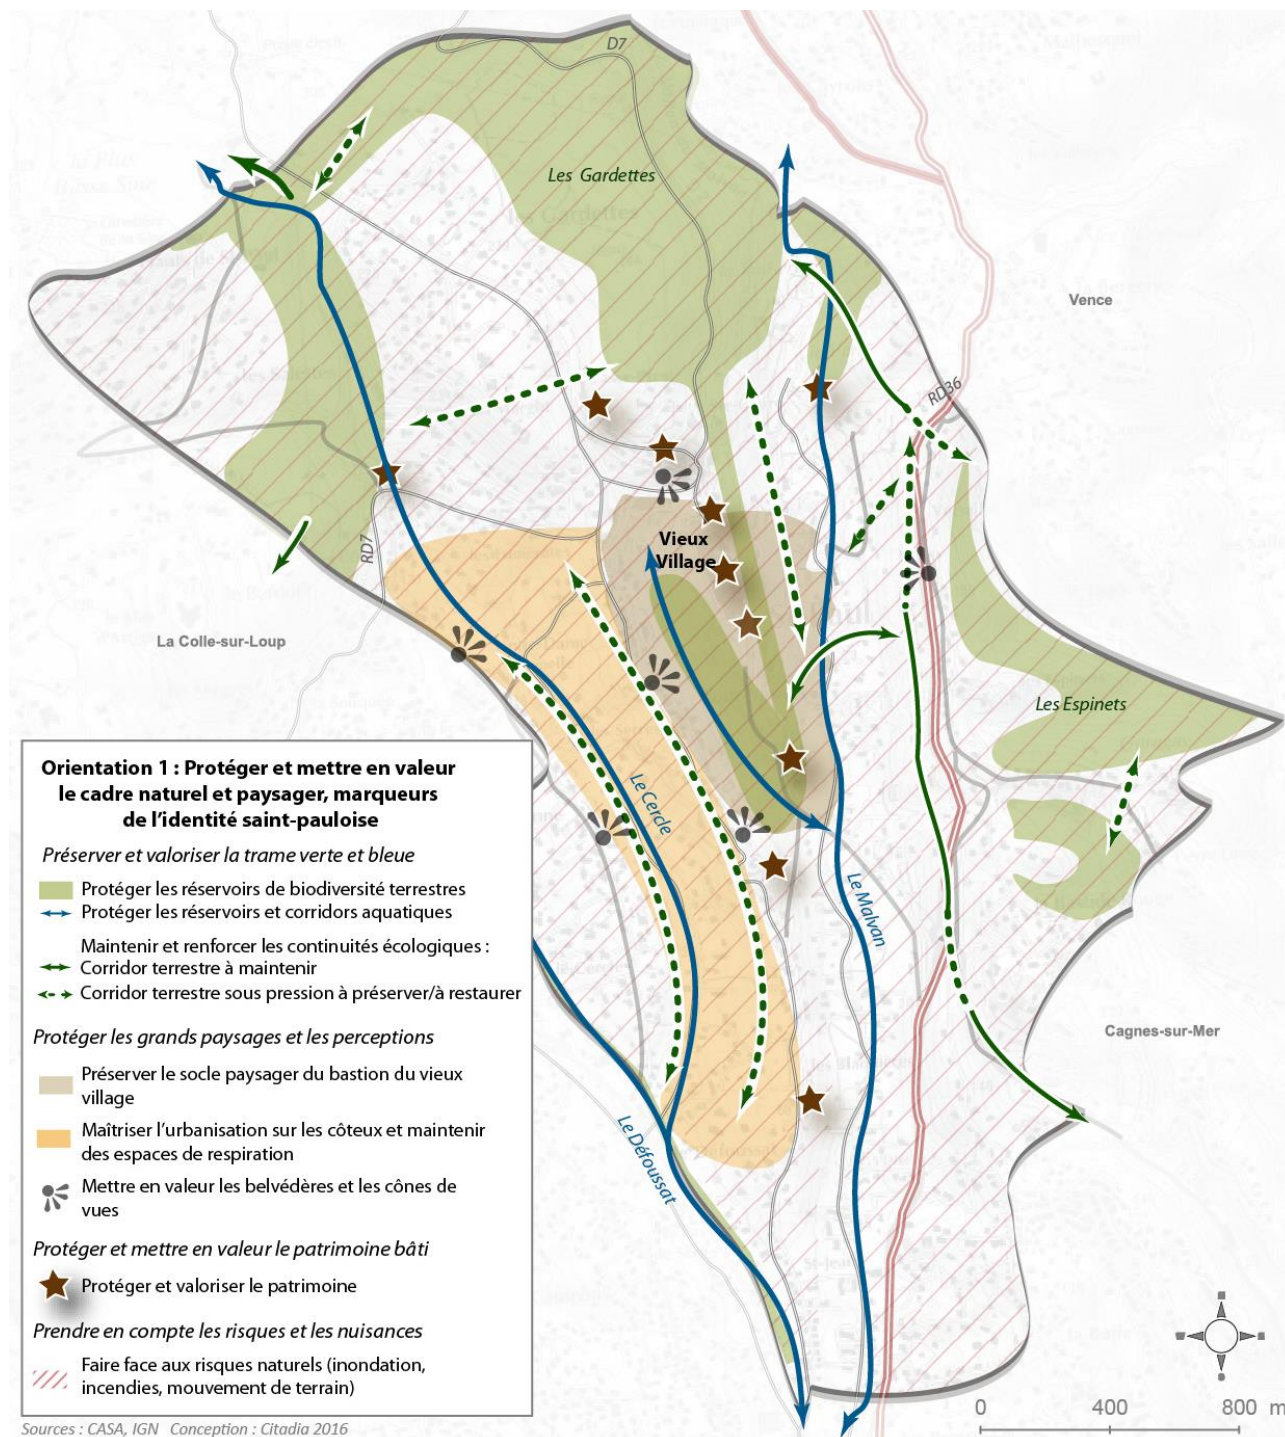 D7
Les Gardettes
Vence
RD36
Vieux
Village
RD7
La Colle-sur-Loup
Les Espinets
Le Cercle
Le Malvan
Cagnes-sur-Mer
Le Défoussat
Orientation 1 : Protéger et mettre en valeur
le cadre naturel et paysager, marqueurs
de l'identité saint-pauloise
Préserver et valoriser la trame verte et bleue
Protéger les réservoirs de biodiversité terrestres
Protéger les réservoirs et corridors aquatiques
Maintenir et renforcer les continuités écologiques :
Corridor terrestre à maintenir
Corridor terrestre sous pression à préserver/à restaurer
Protéger les grands paysages et les perceptions
Préserver le socle paysager du bastion du vieux
village
Maîtriser l'urbanisation sur les côteux et maintenir
des espaces de respiration
Mettre en valeur les belvédères et les cônes de
vues
Protéger et mettre en valeur le patrimoine bâti
Protéger et valoriser le patrimoine
Prendre en compte les risques et les nuisances
Faire face aux risques naturels (inondation,
incendies, mouvement de terrain)
Sources : CASA, IGN Conception : Citadia 2016
0 400 800 m